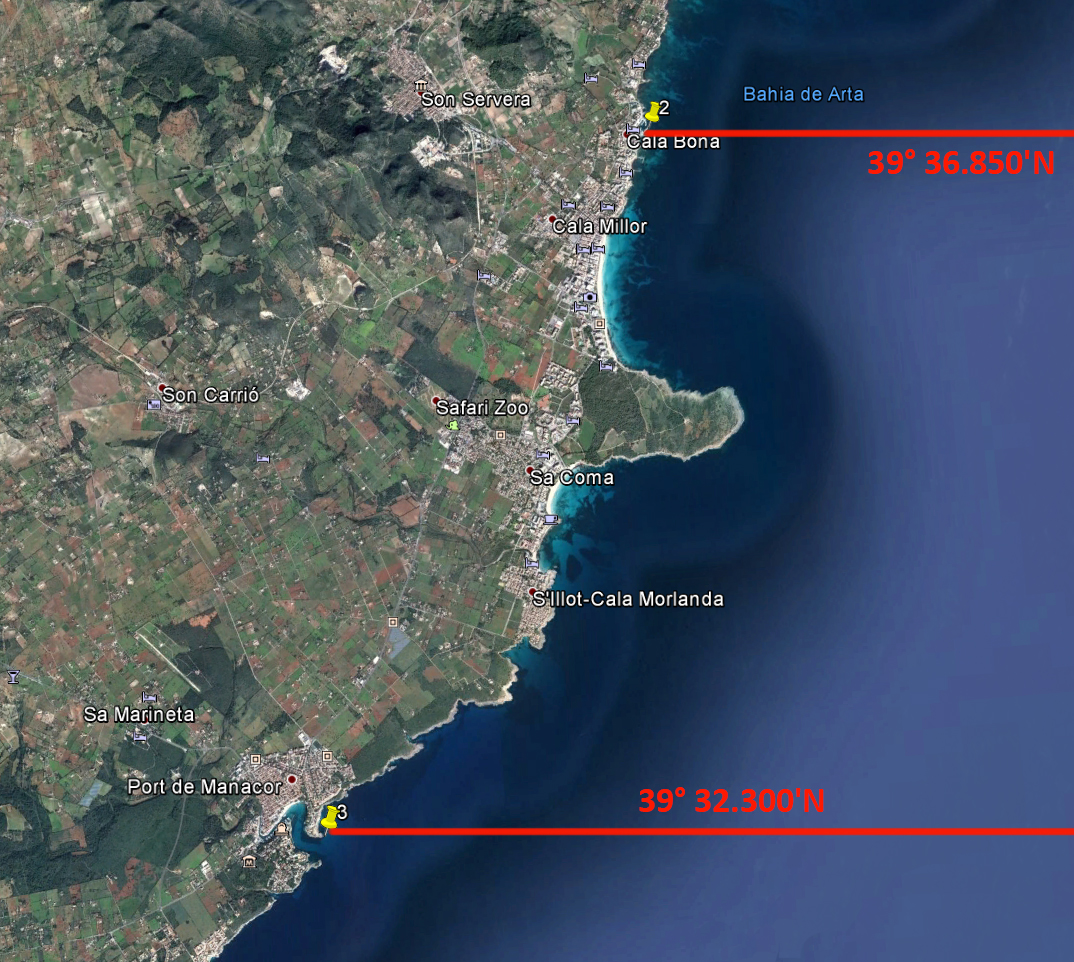 Bahia de Arta
Son Servera
2
Cala Bona
39° 36.850'N
Cala Millor
Son Carrió
Safari Zoo
Sa Coma
S'Illot-Cala Morlanda
Sa Marineta
Port de Manacor
39° 32.300'N
3
M